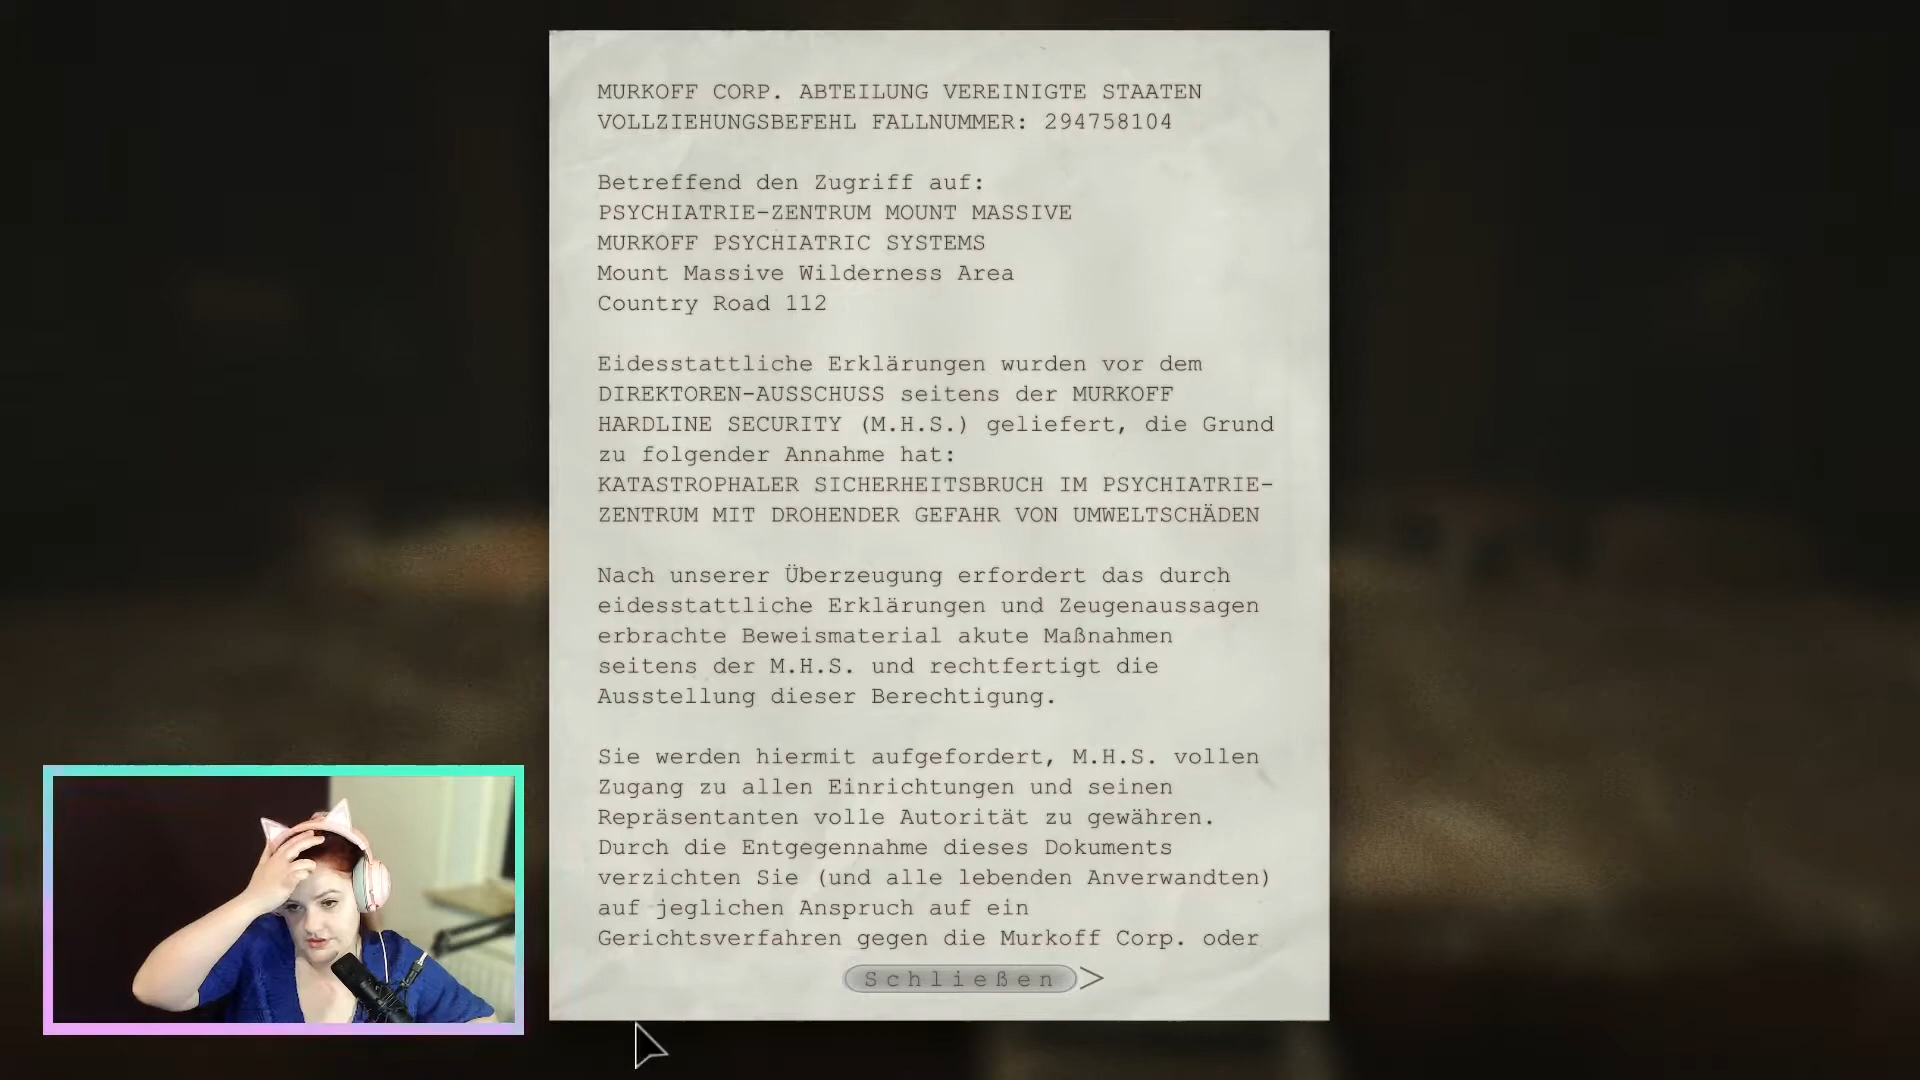 MURKOFF CORP. ABTEILUNG VEREINIGTE STAATEN
VOLLZIEHUNGSBEFEHL FALLNUMMER: 294758104
Betreffend den Zugriff auf:
PSYCHIATRIE-ZENTRUM MOUNT MASSIVE
MURKOFF PSYCHIATRIC SYSTEMS
Mount Massive Wilderness Area
Country Road 112
Eidesstattliche Erklärungen wurden vor dem
DIREKTOREN-AUSSCHUSS seitens der MURKOFF
HARDLINE SECURITY (M.H.S.) geliefert, die Grund
zu folgender Annahme hat:
KATASTROPHALER SICHERHEITSBRUCH IM PSYCHIATRIE-
ZENTRUM MIT DROHENDER GEFAHR VON UMWELTSCHÄDEN
Nach unserer Überzeugung erfordert das durch
eidesstattliche Erklärungen und Zeugenaussagen
erbrachte Beweismaterial akute Maßnahmen
seitens der M.H.S. und rechtfertigt die
Ausstellung dieser Berechtigung.
Sie werden hiermit aufgefordert, M.H.S. vollen
Zugang zu allen Einrichtungen und seinen
Repräsentanten volle Autorität zu gewähren.
Durch die Entgegennahme dieses Dokuments
verzichten Sie (und alle lebenden Anverwandten)
auf jeglichen Anspruch auf ein
Gerichtsverfahren gegen die Murkoff Corp. oder
Schließen >